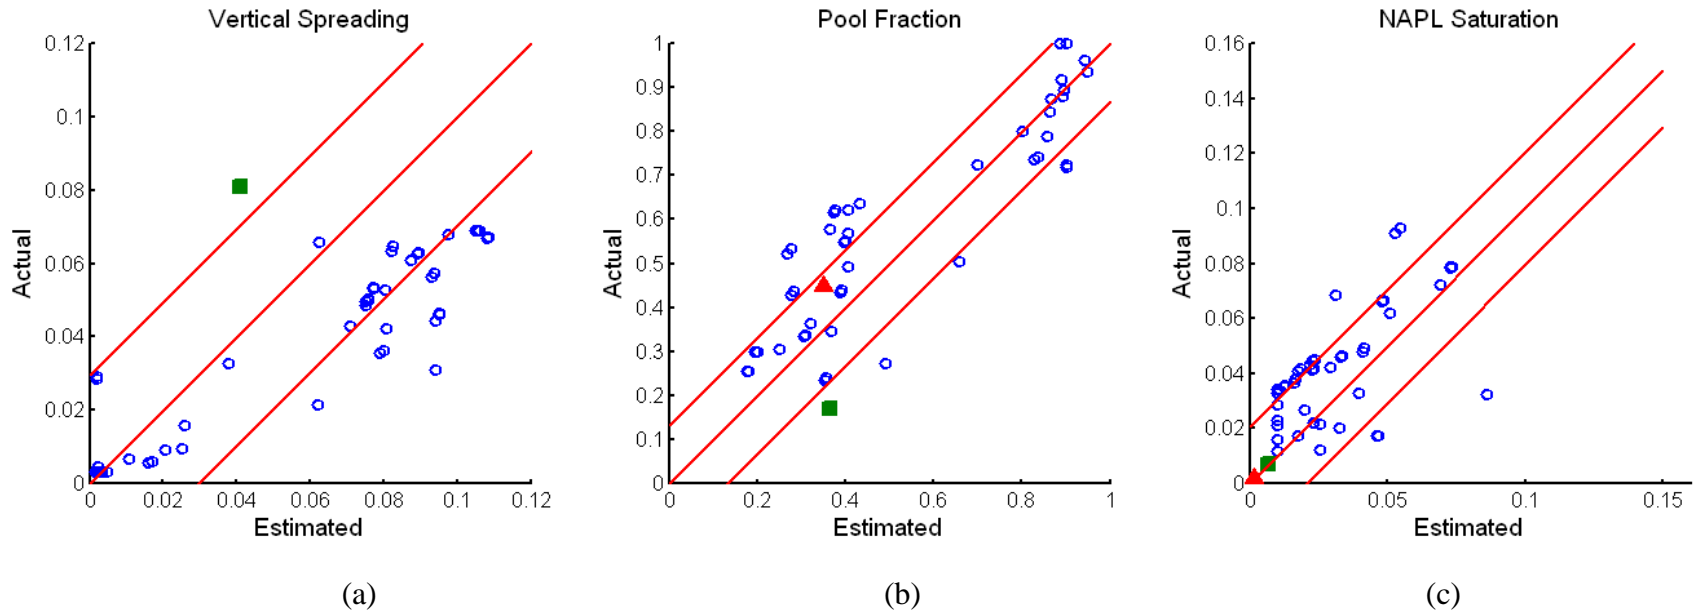 Vertical Spreading
0.12
0.1
0.08
0.06
0.04
0.02
0
0 0.02 0.04 0.06 0.08 0.1 0.12
Actual
Estimated
(a)
Pool Fraction
1
0.9
0.8
0.7
0.6
0.5
0.4
0.3
0.2
0.1
0
0 0.2 0.4 0.6 0.8 1
Actual
Estimated
(b)
NAPL Saturation
0.16
0.14
0.12
0.1
0.08
0.06
0.04
0.02
0
0 0.05 0.1 0.15
Actual
Estimated
(c)